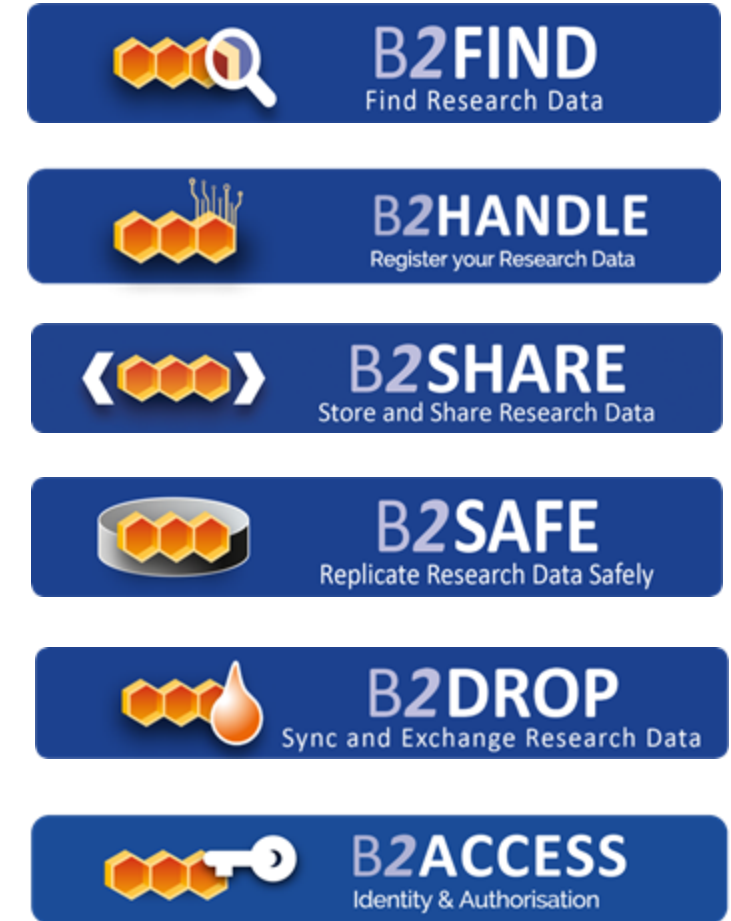 B2FIND
Find Research Data
B2HANDLE
Register your Research Data
B2SHARE
Store and Share Research Data
B2SAFE
Replicate Research Data Safely
B2DROP
Sync and Exchange Research Data
B2ACCESS
Identity & Authorisation